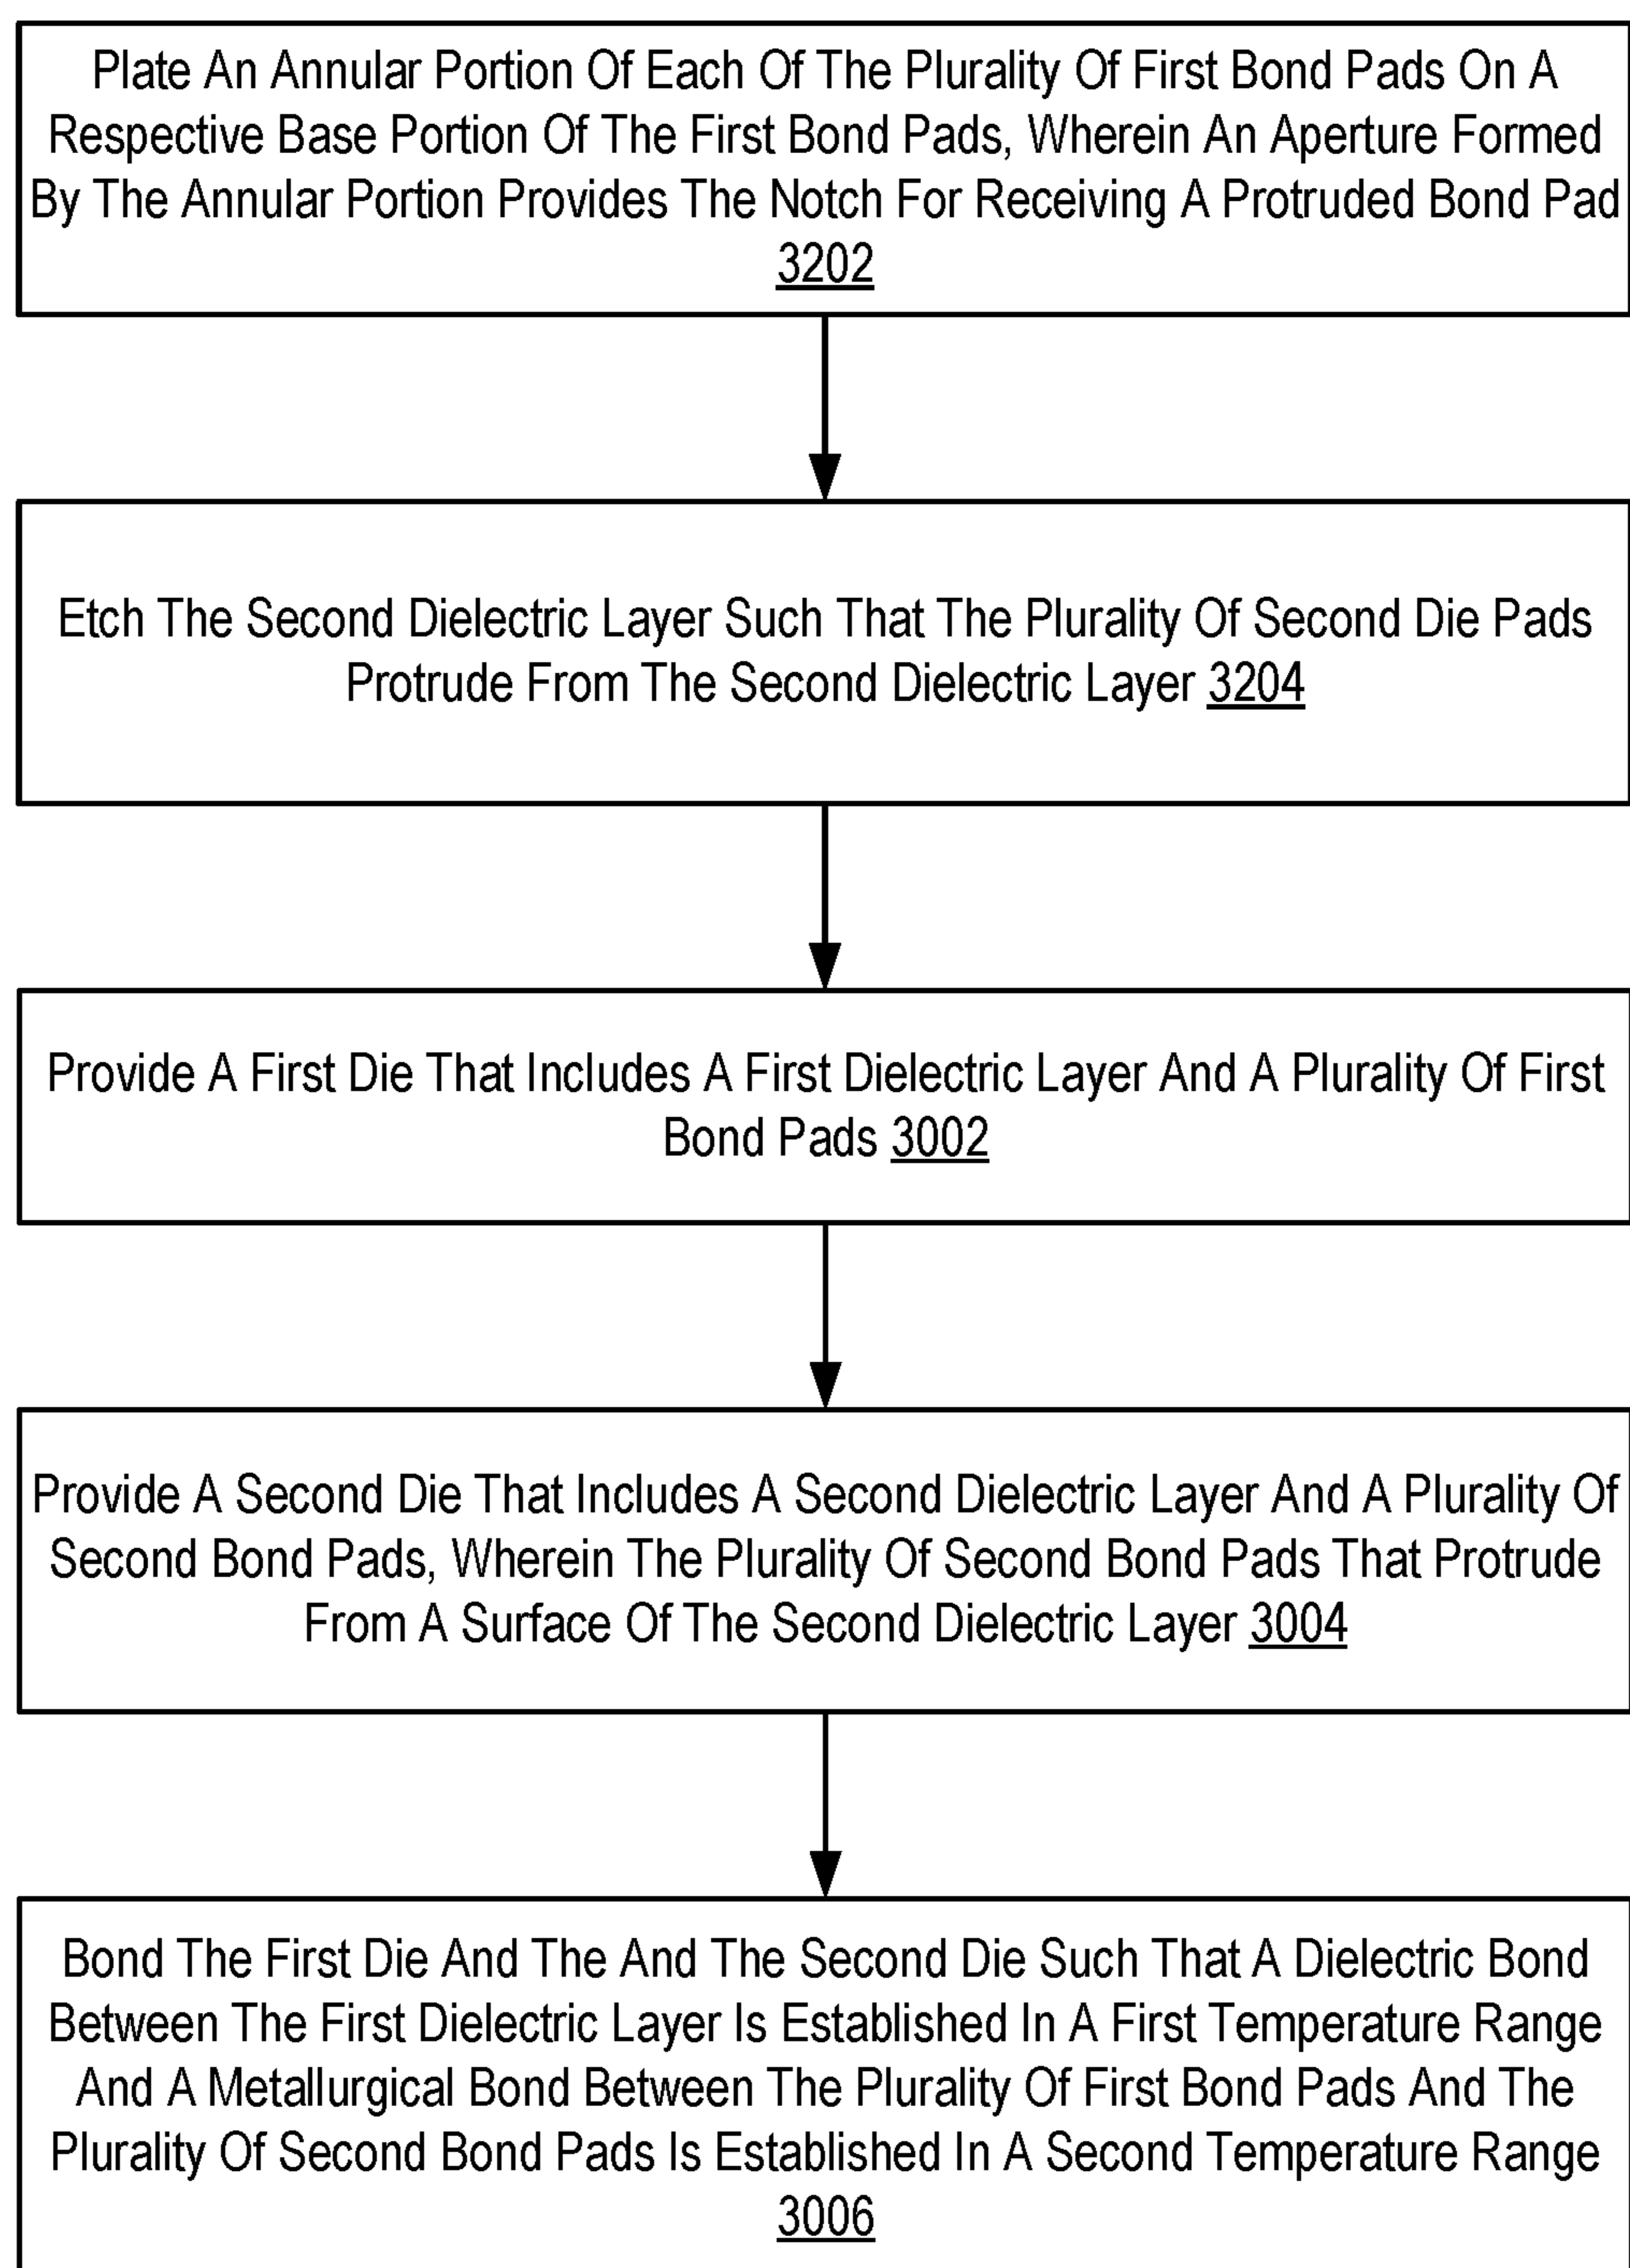 Plate An Annular Portion Of Each Of The Plurality Of First Bond Pads On A
Respective Base Portion Of The First Bond Pads, Wherein An Aperture Formed
By The Annular Portion Provides The Notch For Receiving A Protruded Bond Pad
3202
Etch The Second Dielectric Layer Such That The Plurality Of Second Die Pads
Protrude From The Second Dielectric Layer 3204
Provide A First Die That Includes A First Dielectric Layer And A Plurality Of First
Bond Pads 3002
Provide A Second Die That Includes A Second Dielectric Layer And A Plurality Of
Second Bond Pads, Wherein The Plurality Of Second Bond Pads That Protrude
From A Surface Of The Second Dielectric Layer 3004
Bond The First Die And The And The Second Die Such That A Dielectric Bond
Between The First Dielectric Layer Is Established In A First Temperature Range
And A Metallurgical Bond Between The Plurality Of First Bond Pads And The
Plurality Of Second Bond Pads Is Established In A Second Temperature Range
3006